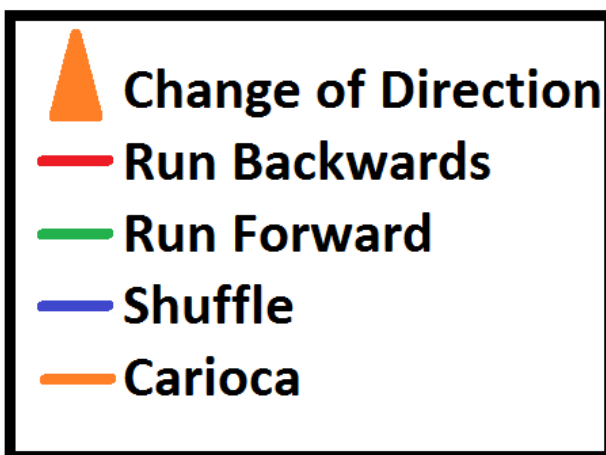 Change of Direction
Run Backwards
Run Forward
Shuffle
Carioca